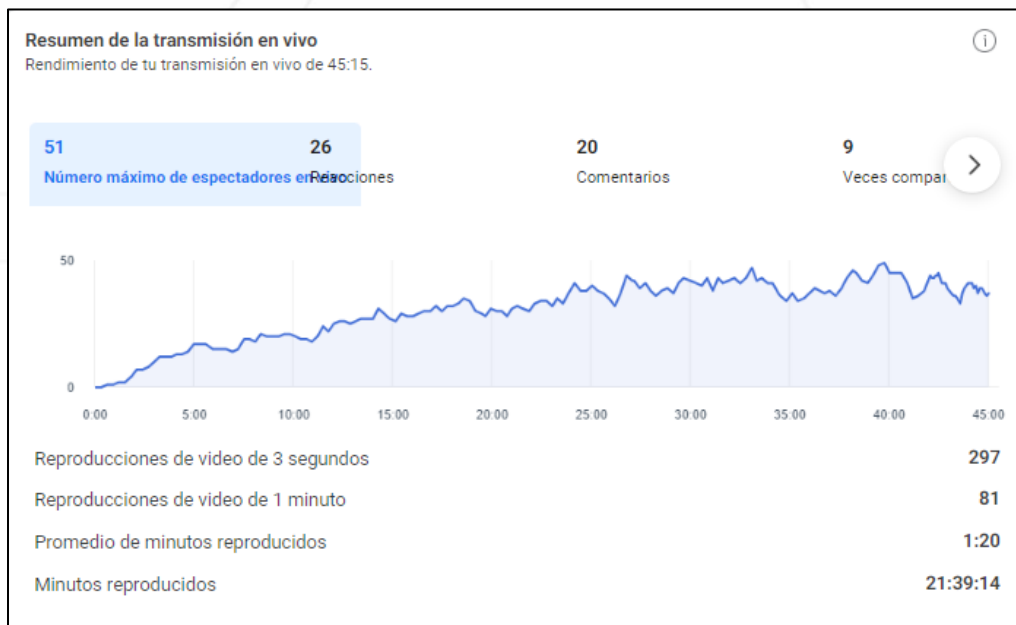 Resumen de la transmisión en vivo
Rendimiento de tu transmisión en vivo de 45:15.
51 26 20 9
Número máximo de espectadores en vivo Reacciones Comentarios Veces compar
50
0
0:00 5:00 10:00 15:00 20:00 25:00 30:00 35:00 40:00 45:00
Reproducciones de video de 3 segundos 297
Reproducciones de video de 1 minuto 81
Promedio de minutos reproducidos 1:20
Minutos reproducidos 21:39:14